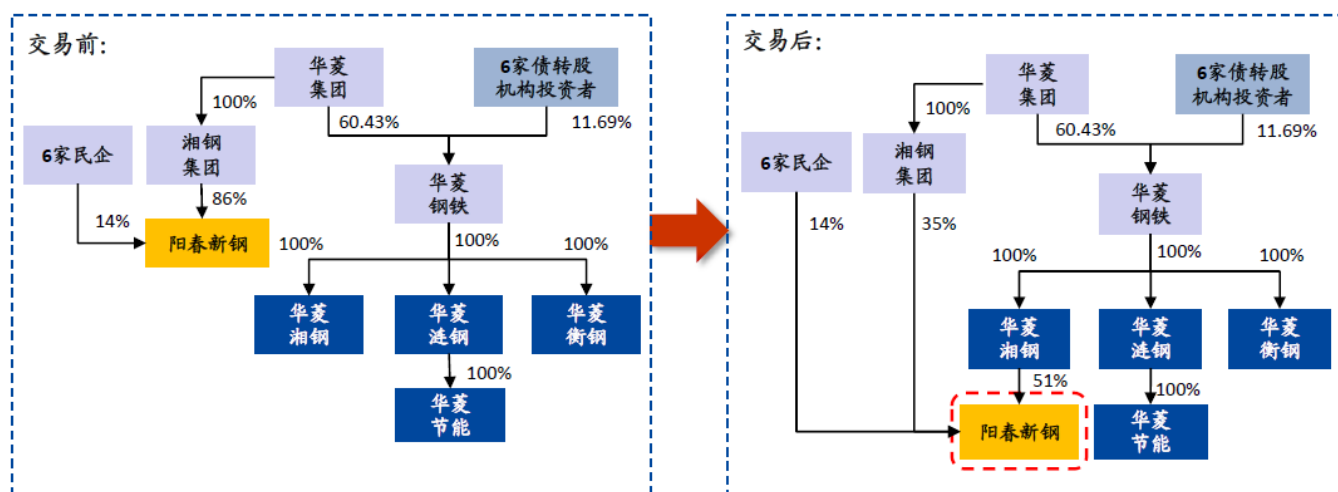 交易前:
华菱
集团
6家债转股
机构投资者
100%
60.43%
11.69%
6家民企
湘钢
集团
华菱
钢铁
14%
86%
阳春新钢
100%
100%
100%
华菱
湘钢
华菱
涟钢
华菱
衡钢
100%
华菱
节能
交易后:
华菱
集团
6家债转股
机构投资者
100%
60.43%
11.69%
6家民企
湘钢
集团
华菱
钢铁
14%
35%
100%
100%
100%
华菱
湘钢
华菱
涟钢
华菱
衡钢
51%
100%
阳春新钢
华菱
节能